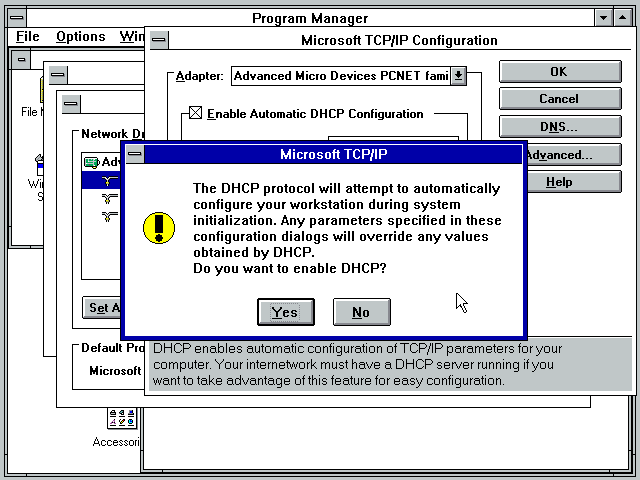 Program Manager
File Options Win
Microsoft TCP/IP Configuration
Adapter: Advanced Micro Devices PCNET fami
OK
Cancel
Enable Automatic DHCP Configuration
DNS...
Advanced...
Help
File M
Win
S
Network Dr
Adv
Microsoft TCP/IP
The DHCP protocol will attempt to automatically
configure your workstation during system
initialization. Any parameters specified in these
configuration dialogs will override any values
obtained by DHCP.
Do you want to enable DHCP?
Yes
No
Set A
Default Pro
Microsoft
DHCP enables automatic configuration of TCP/IP parameters for your
computer. Your internetwork must have a DHCP server running if you
want to take advantage of this feature for easy configuration.
Accessori